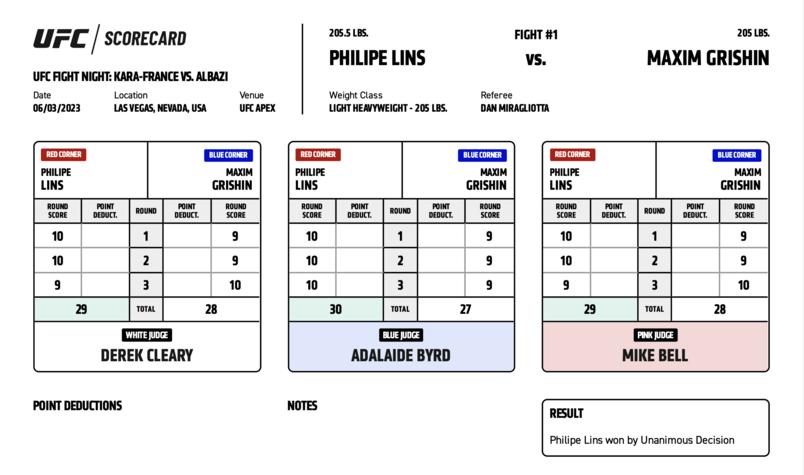 UFC / SCORECARD
UFC FIGHT NIGHT: KARA-FRANCE VS. ALBAZI
Date Location Venue
06/03/2023 LAS VEGAS, NEVADA, USA UFC APEX
205.5 LBS. FIGHT #1 205 LBS.
PHILIPE LINS VS. MAXIM GRISHIN
Weight Class Referee
LIGHT HEAVYWEIGHT - 205 LBS. DAN MIRAGLIOTTA
RED CORNER BLUE CORNER
PHILIPE MAXIM
LINS GRISHIN
ROUND POINT ROUND POINT ROUND
SCORE DEDUCT. DEDUCT. SCORE
10 1 9
10 2 9
9 3 10
29 TOTAL 28
WHITE JUDGE
DEREK CLEARY
RED CORNER BLUE CORNER
PHILIPE MAXIM
LINS GRISHIN
ROUND POINT ROUND POINT ROUND
SCORE DEDUCT. DEDUCT. SCORE
10 1 9
10 2 9
10 3 9
30 TOTAL 27
BLUE JUDGE
ADALAIDE BYRD
RED CORNER BLUE CORNER
PHILIPE MAXIM
LINS GRISHIN
ROUND POINT ROUND POINT ROUND
SCORE DEDUCT. DEDUCT. SCORE
10 1 9
10 2 9
9 3 10
29 TOTAL 28
PINK JUDGE
MIKE BELL
POINT DEDUCTIONS
NOTES
RESULT
Philipe Lins won by Unanimous Decision